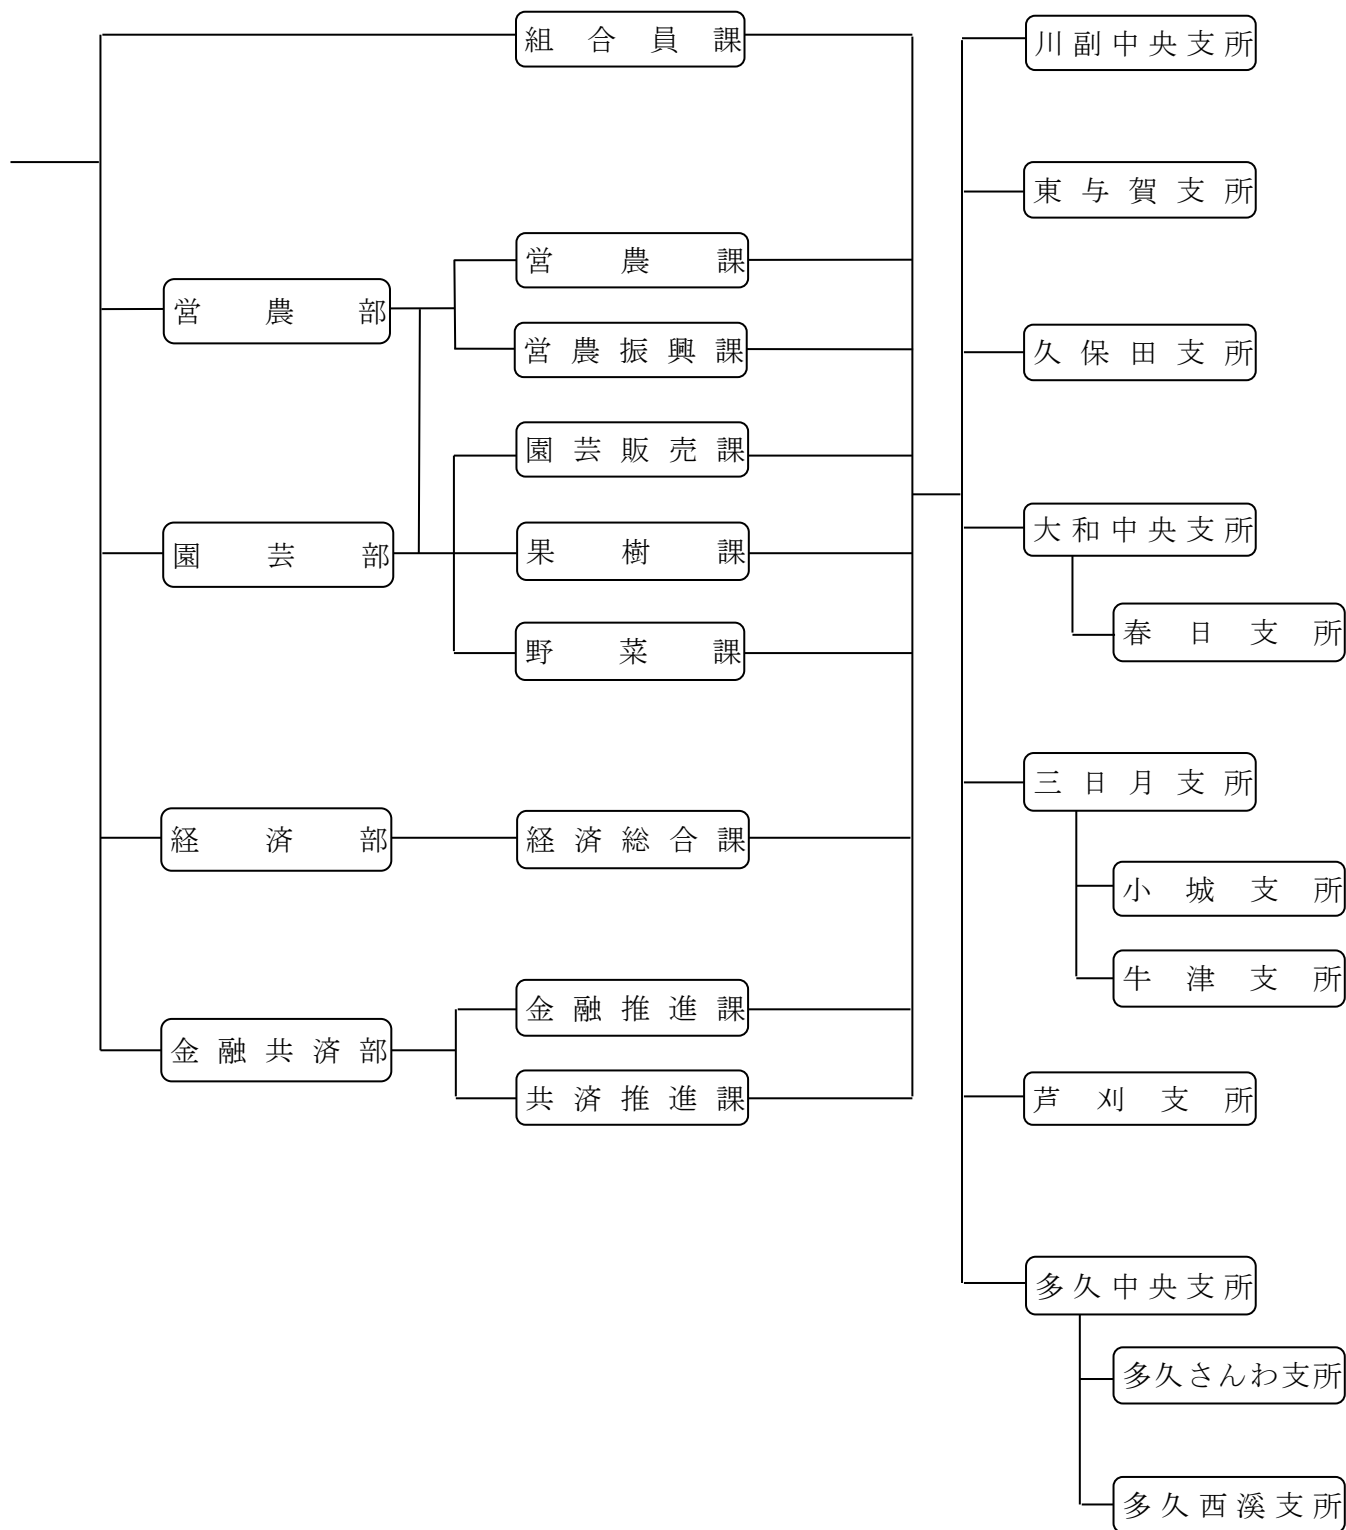 組合員課
営農部
営農課
営農振興課
園芸部
園芸販売課
果樹課
野菜課
経済部
経済総合課
金融共済部
金融推進課
共済推進課
川副中央支所
東与賀支所
久保田支所
大和中央支所
春日支所
三日月支所
小城支所
牛津支所
芦刈支所
多久中央支所
多久さんわ支所
多久西溪支所